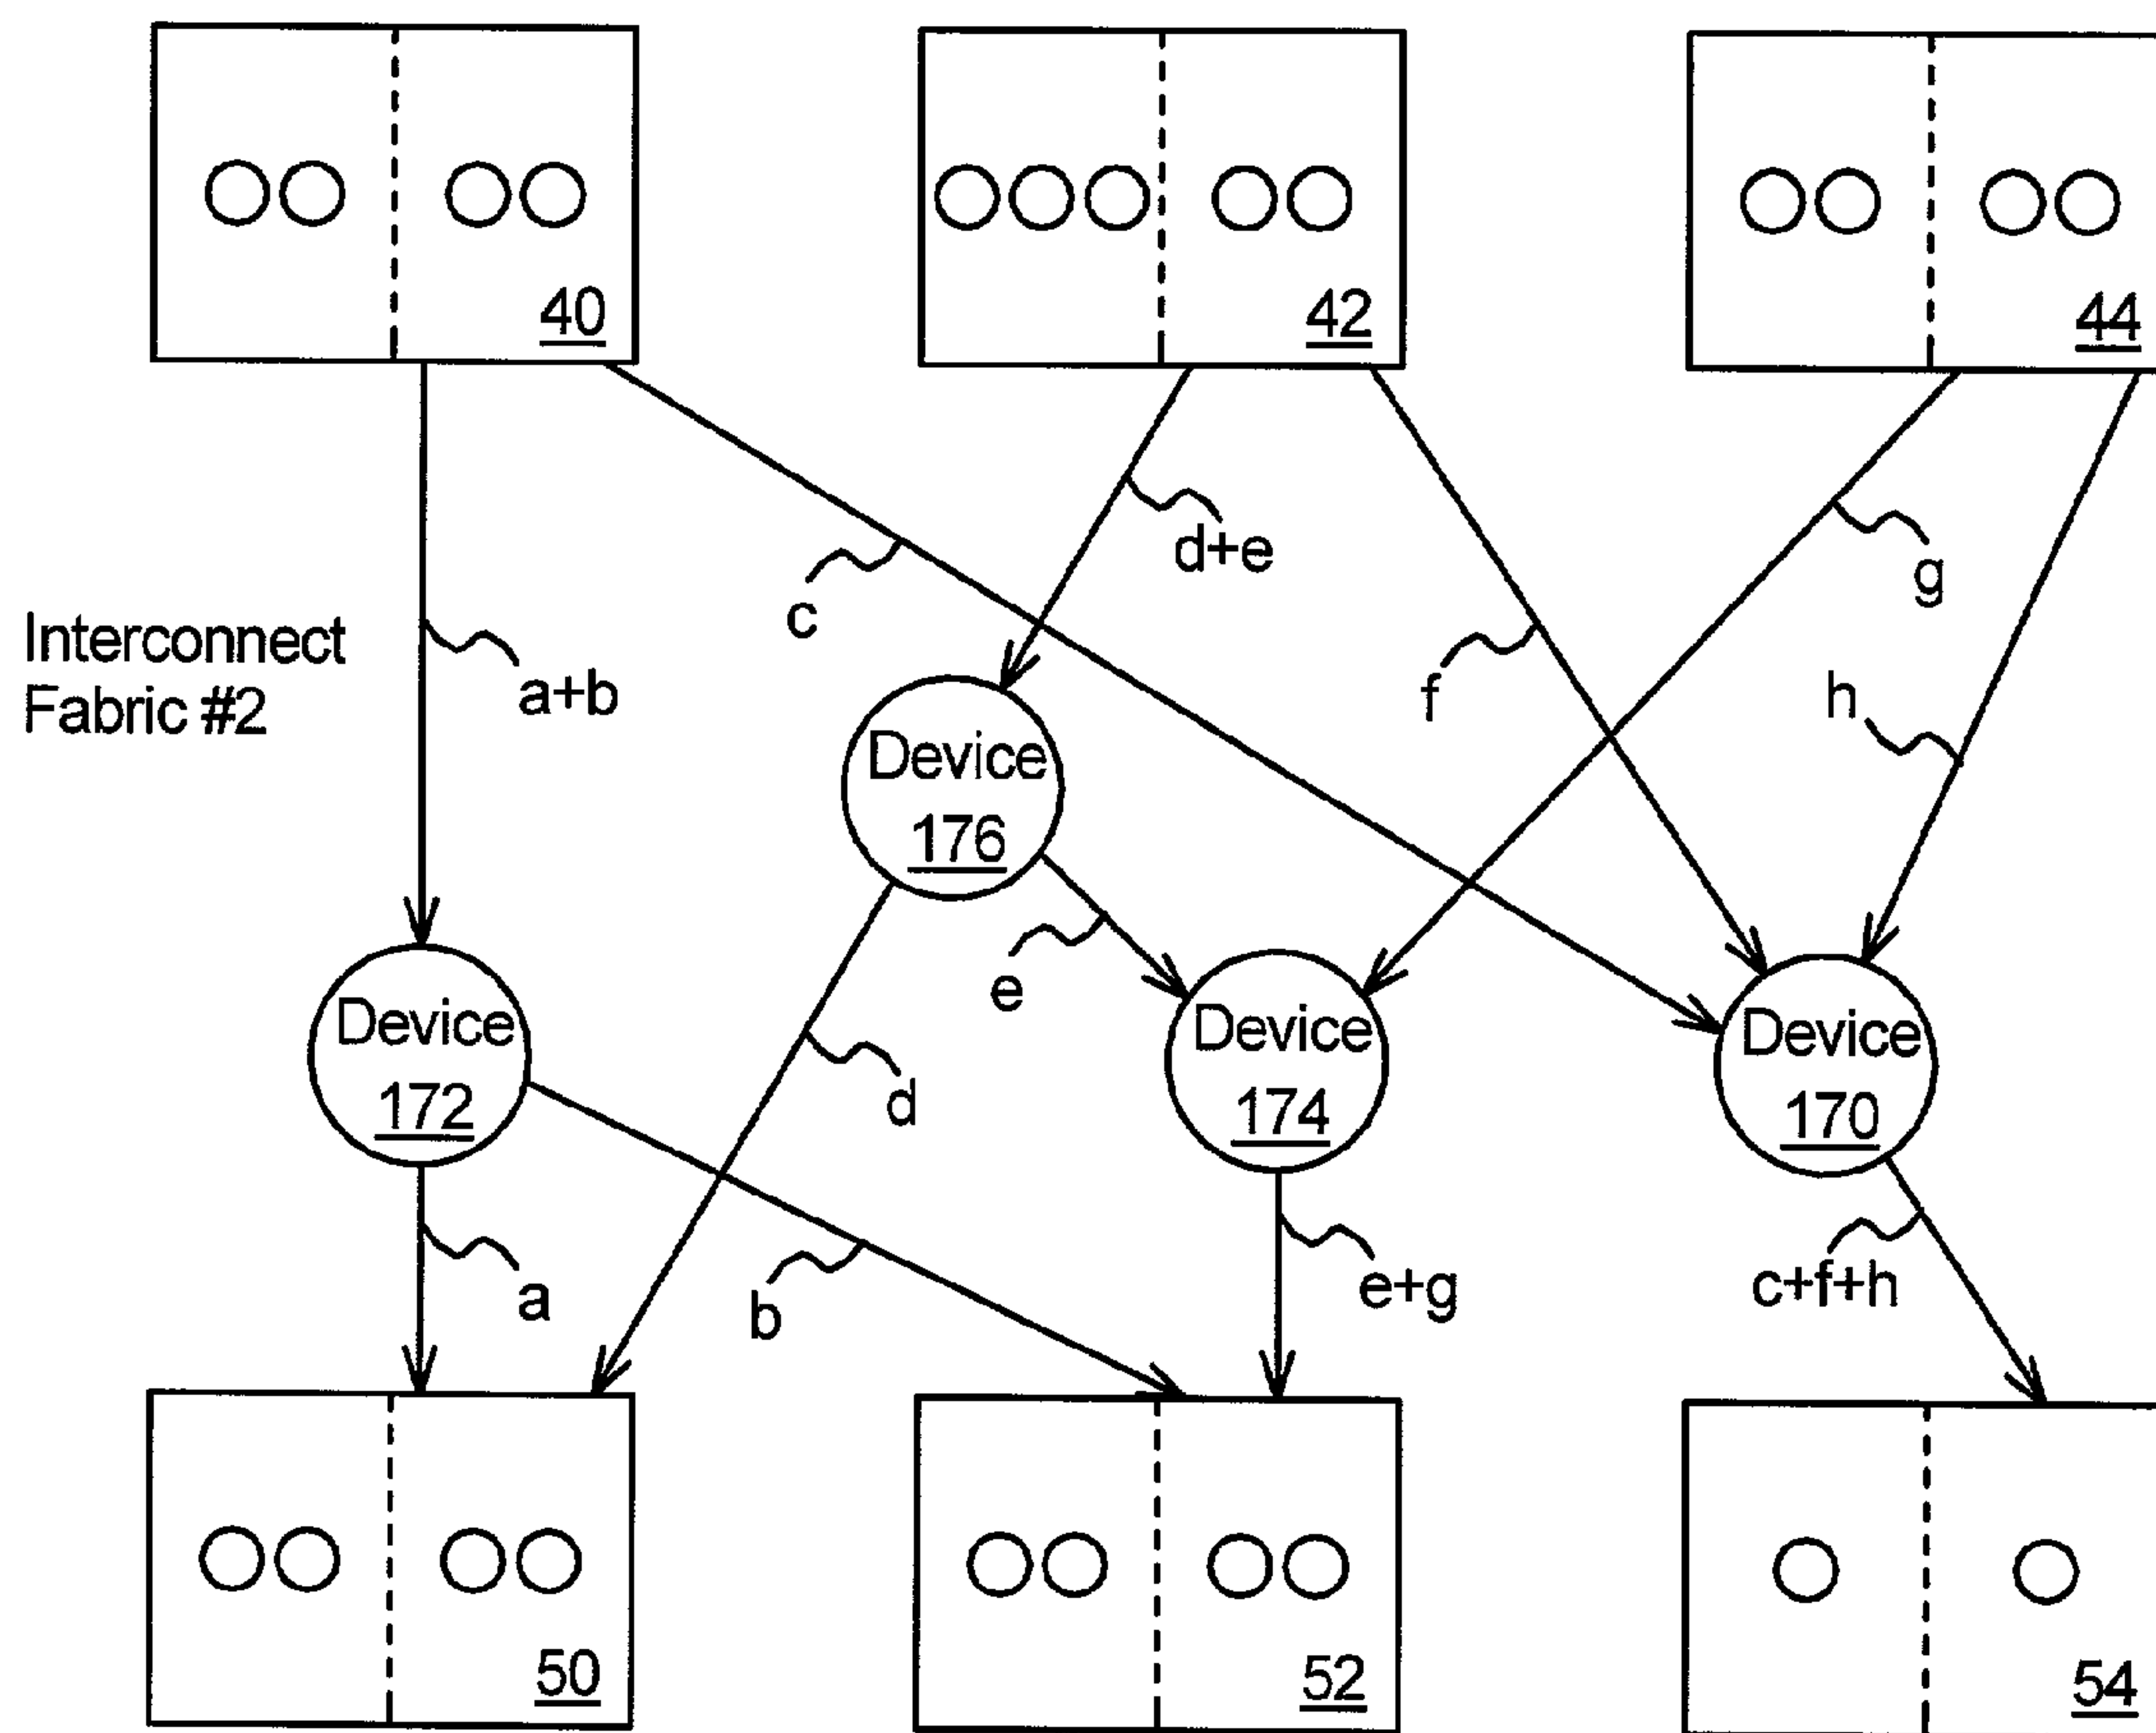 40
42
44
d+e
c
g
Interconnect
Fabric #2
a+b
f
h
Device
176
e
Device
172
d
Device
174
Device
170
a
b
e+g
c+f+h
50
52
54